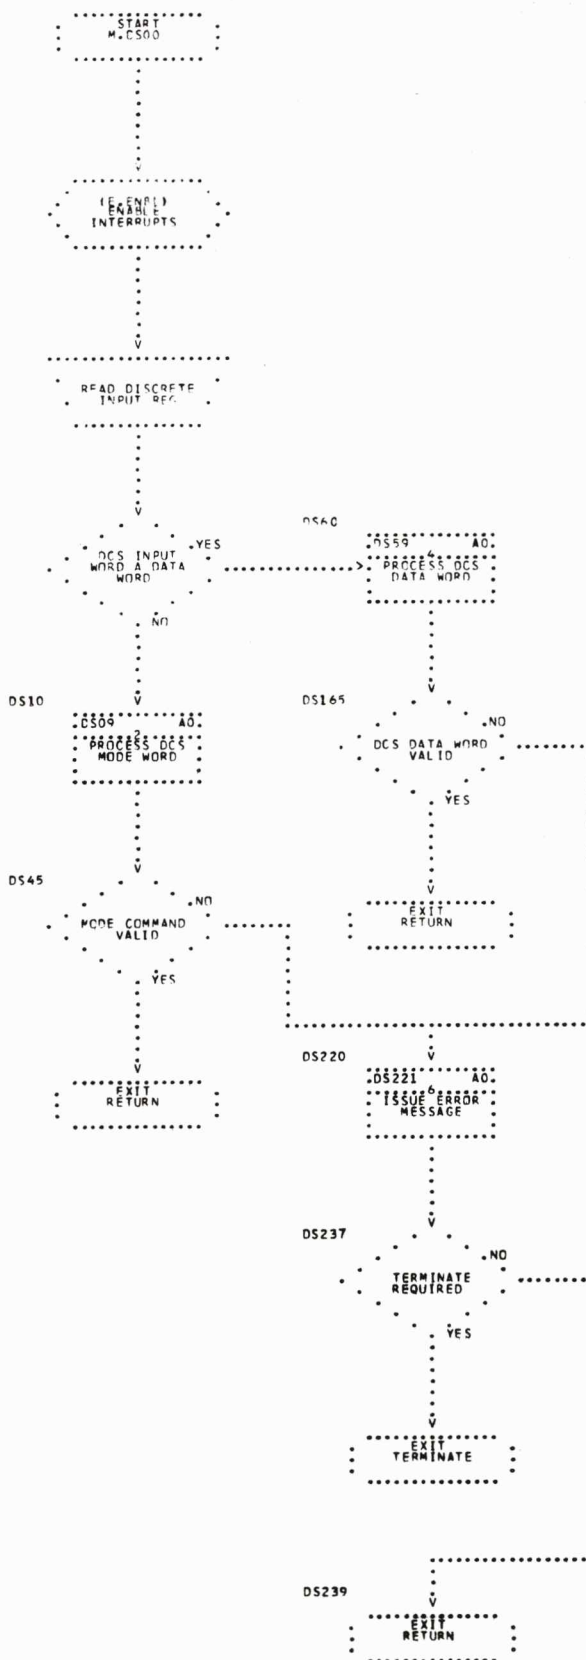 START
M.CS00
(E.ENBL)
ENABLE
INTERRUPTS
READ DISCRETE
INPUT REG
DCS INPUT
WORD A DATA
WORD
YES
NO
DS60
DS59 A0
4
PROCESS DCS
DATA WORD
DS10
DS09 A0
2
PROCESS DCS
MODE WORD
DS165
DCS DATA WORD
VALID
NO
YES
DS45
MODE COMMAND
VALID
NO
YES
EXIT
RETURN
EXIT
RETURN
DS220
DS221 A0
6
ISSUE ERROR
MESSAGE
DS237
TERMINATE
REQUIRED
NO
YES
EXIT
TERMINATE
DS239
EXIT
RETURN